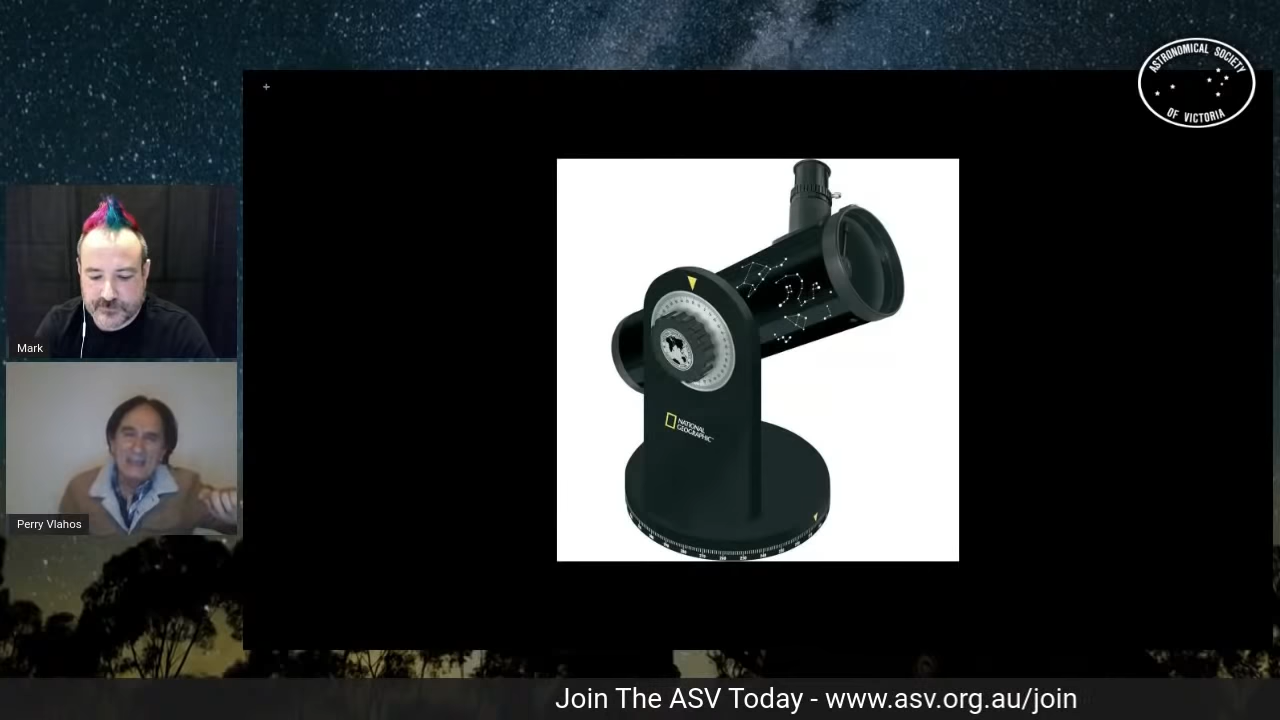 ASTRONOMICAL SOCIETY
OF VICTORIA
Mark
NATIONAL
GEOGRAPHIC
Perry Vlahos
Join The ASV Today - www.asv.org.au/join